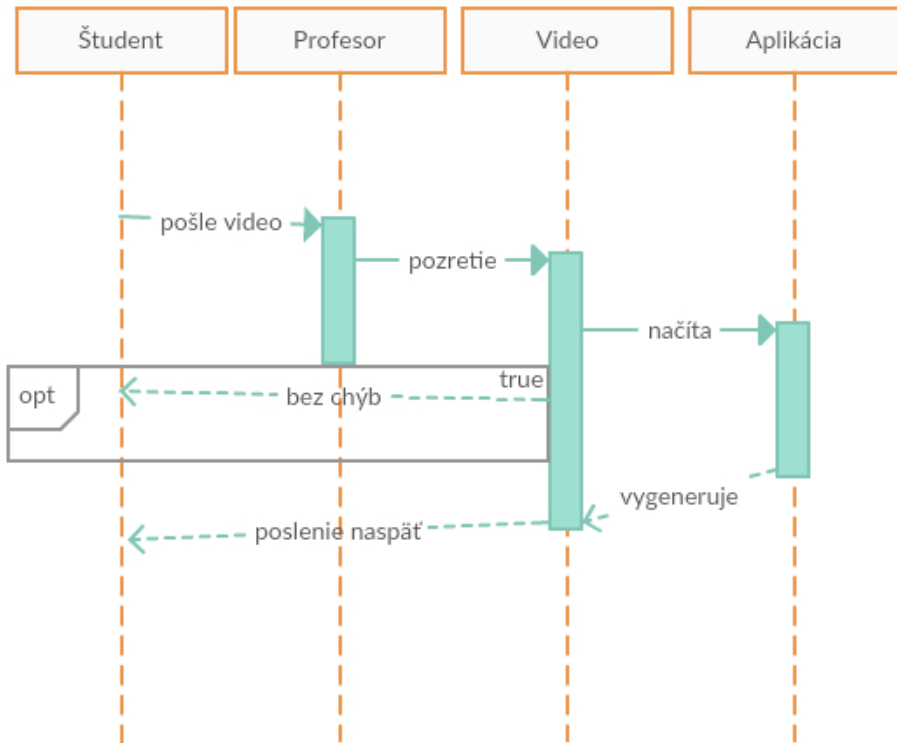 Študent
Profesor
Video
Aplikácia
pošle video
pozretie
načíta
true
opt
bez chýb
vygeneruje
poslenie naspäť